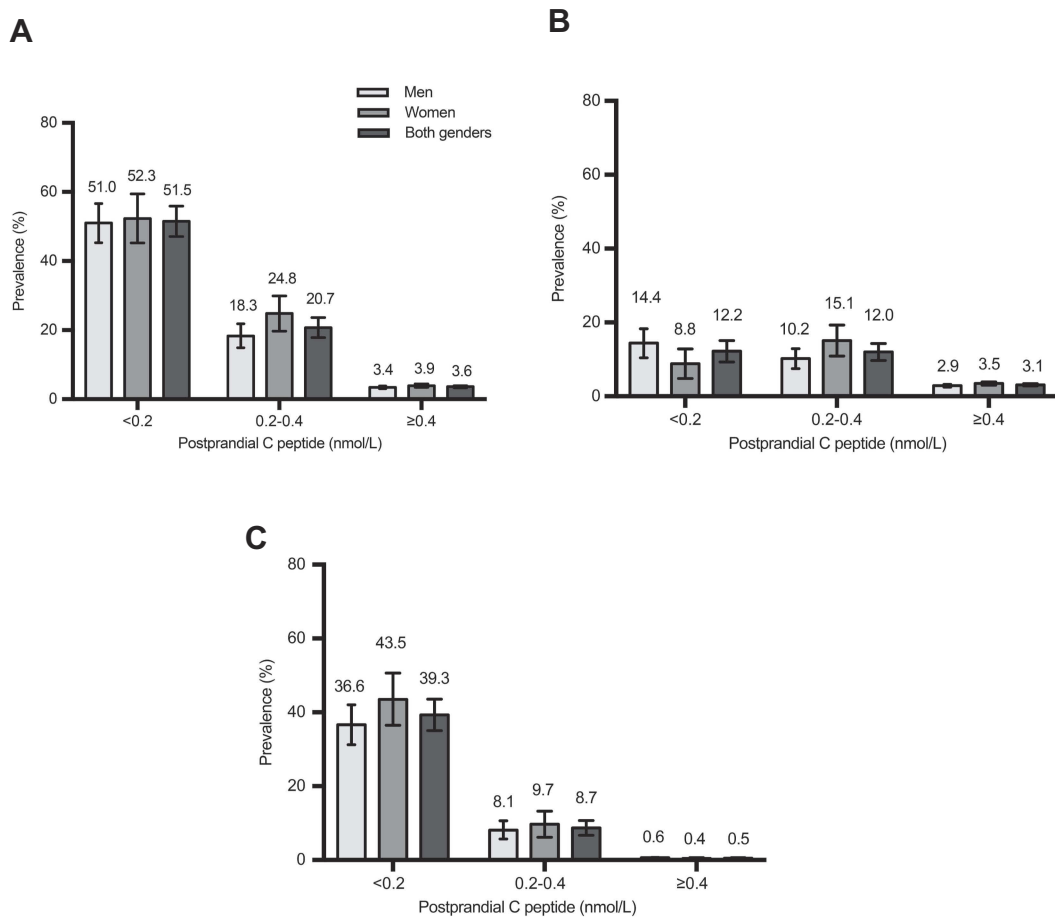 A
Men
Women
Both genders
80
60
40
20
0
Prevalence (%)
51.0 52.3 51.5
18.3 24.8 20.7
3.4 3.9 3.6
<0.2 0.2-0.4 ≥0.4
Postprandial C peptide (nmol/L)
B
80
60
40
20
0
Prevalence (%)
14.4 8.8 12.2
10.2 15.1 12.0
2.9 3.5 3.1
<0.2 0.2-0.4 ≥0.4
Postprandial C peptide (nmol/L)
C
80
60
40
20
0
Prevalence (%)
36.6 43.5 39.3
8.1 9.7 8.7
0.6 0.4 0.5
<0.2 0.2-0.4 ≥0.4
Postprandial C peptide (nmol/L)